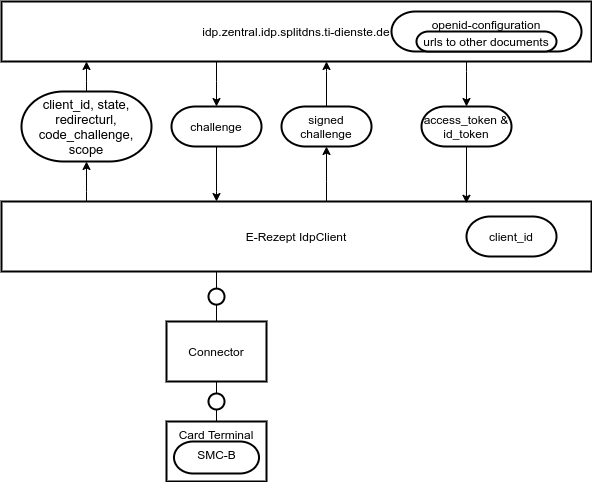 idp.zentral.idp.splitdns.ti-dienste.de
openid-configuration
urls to other documents
client_id, state,
redirecturl,
code_challenge,
scope
challenge
signed
challenge
access_token &
id_token
E-Rezept IdpClient
client_id
Connector
Card Terminal
SMC-B